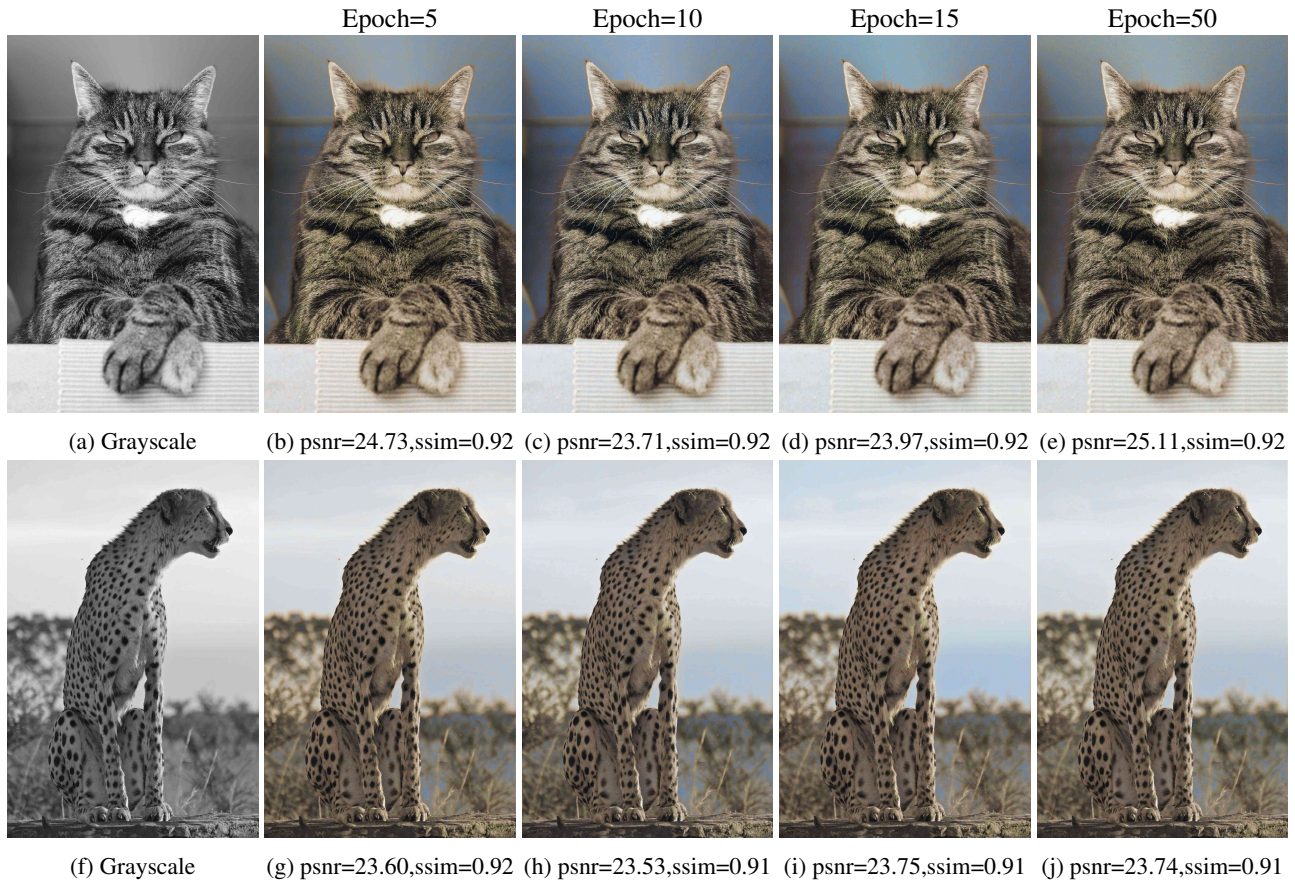 Epoch=5 Epoch=10 Epoch=15 Epoch=50
(a) Grayscale (b) psnr=24.73,ssim=0.92 (c) psnr=23.71,ssim=0.92 (d) psnr=23.97,ssim=0.92 (e) psnr=25.11,ssim=0.92
(f) Grayscale (g) psnr=23.60,ssim=0.92 (h) psnr=23.53,ssim=0.91 (i) psnr=23.75,ssim=0.91 (j) psnr=23.74,ssim=0.91